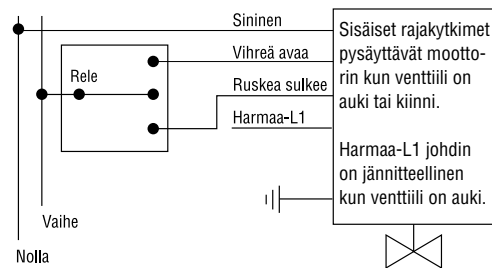 Sininen
Vihreä avaa
Rele
Ruskea sulkee
Harmaa-L1
Vaihe
Nolla
Sisäiset rajakytkimet
pysäyttävät mootto-
rin kun venttiili on
auki tai kiinni.
Harmaa-L1 johdin
on jännitteellinen
kun venttiili on auki.